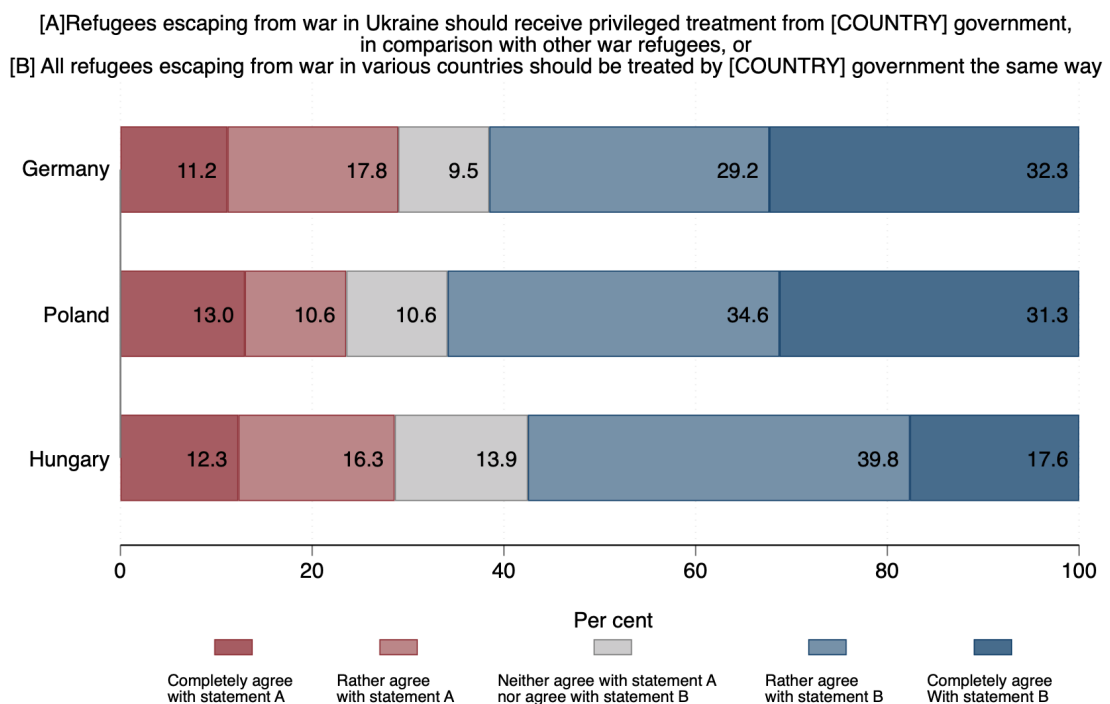 [A]Refugees escaping from war in Ukraine should receive privileged treatment from [COUNTRY] government,
in comparison with other war refugees, or
[B] All refugees escaping from war in various countries should be treated by [COUNTRY] government the same way
Germany 11.2 17.8 9.5 29.2 32.3
Poland 13.0 10.6 10.6 34.6 31.3
Hungary 12.3 16.3 13.9 39.8 17.6
0 20 40 60 80 100
Per cent
Completely agree
with statement A
Rather agree
with statement A
Neither agree with statement A
nor agree with statement B
Rather agree
with statement B
Completely agree
With statement B